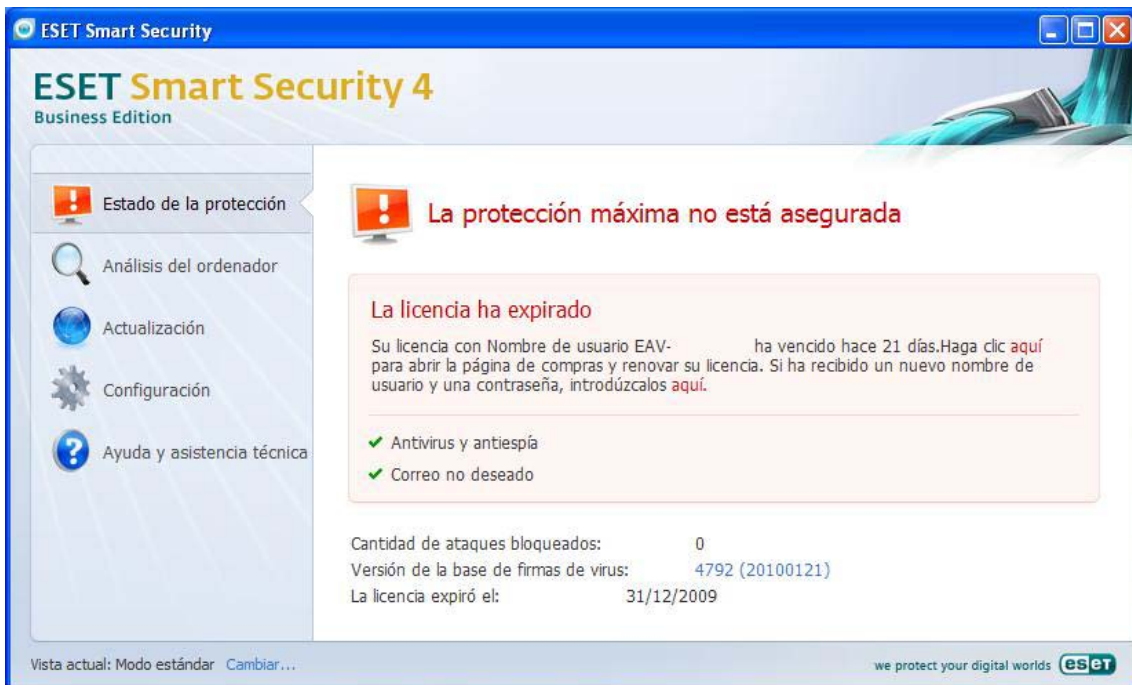 ESET Smart Security
ESET Smart Security 4
Business Edition
Estado de la protección
Análisis del ordenador
Actualización
Configuración
Ayuda y asistencia técnica
La protección máxima no está asegurada
La licencia ha expirado
Su licencia con Nombre de usuario EAV- ha vencido hace 21 días.Haga clic aquí
para abrir la página de compras y renovar su licencia. Si ha recibido un nuevo nombre de
usuario y una contraseña, introdúzcalos aquí.
Antivirus y antiespía
Correo no deseado
Cantidad de ataques bloqueados: 0
Versión de la base de firmas de virus: 4792 (20100121)
La licencia expiró el: 31/12/2009
Vista actual: Modo estándar Cambiar...
we protect your digital worlds eset